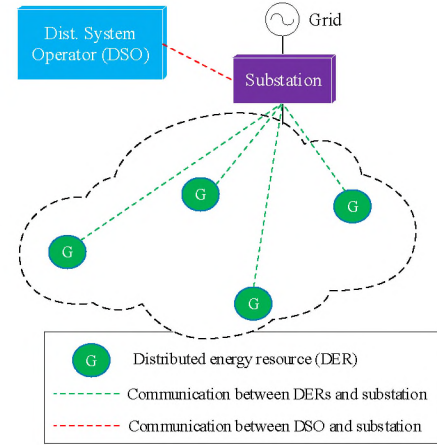 Grid
Dist. System
Operator (DSO)
Substation
G
G
G
G
G Distributed energy resource (DER)
Communication between DERs and substation
Communication between DSO and substation